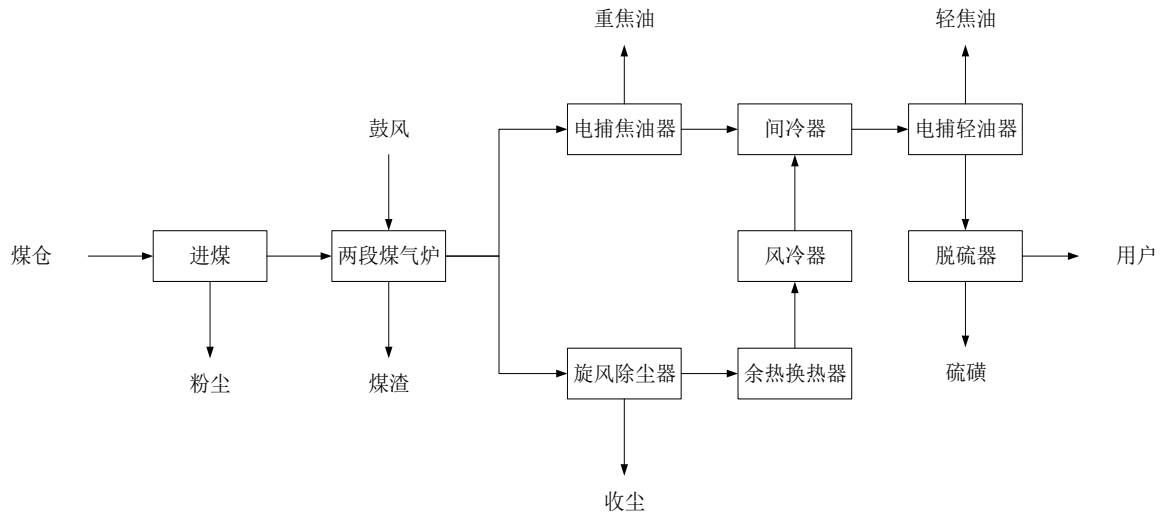 重焦油
轻焦油
鼓风
电捕焦油器
间冷器
电捕轻油器
煤仓
进煤
两段煤气炉
风冷器
脱硫器
用户
粉尘
煤渣
旋风除尘器
余热换热器
硫磺
收尘